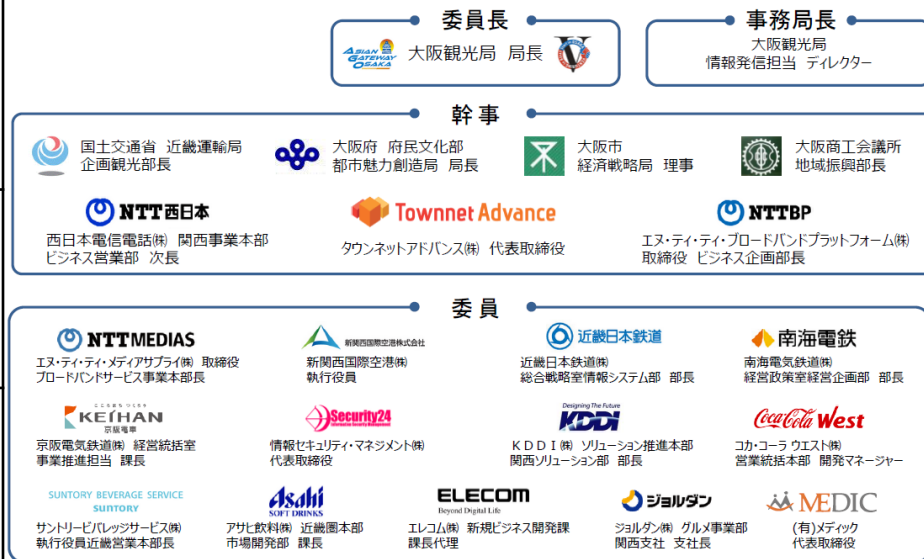 委員長
事務局長
ASIAN
GATEWAY
OSAKA
大阪観光局 局長
V
大阪観光局
情報発信担当 ディレクター
幹事
国土交通省 近畿運輸局
企画観光部長
大阪府 府民文化部
都市魅力創造局 局長
大阪市
経済戦略局 理事
大阪商工会議所
地域振興部長
NTT西日本
西日本電信電話㈱ 関西事業本部
ビジネス営業部 次長
Townnet Advance
タウンネットアドバンス㈱ 代表取締役
NTTBP
エヌ・ティ・ティ・ブロードバンドプラットフォーム㈱
取締役 ビジネス企画部長
委員
NTTMEDIAS
エヌ・ティ・ティ・メディアサプライ㈱ 取締役
ブロードバンドサービス事業本部長
新関西国際空港株式会社
新関西国際空港㈱
執行役員
近畿日本鉄道
近畿日本鉄道㈱
総合戦略室情報システム部 部長
南海電鉄
南海電気鉄道㈱
経営政策室経営企画部 部長
こころまち つくろう
KEIHAN
京阪電車
京阪電気鉄道㈱ 経営統括室
事業推進担当 課長
Security24
Information Security Management
情報セキュリティ・マネジメント㈱
代表取締役
Designing The Future
KDDI
ＫＤＤＩ㈱ ソリューション推進本部
関西ソリューション部 部長
Coca-Cola West
コカ・コーラ ウエスト㈱
営業統括本部 開発マネージャー
SUNTORY BEVERAGE SERVICE
SUNTORY
サントリービバレッジサービス㈱
執行役員近畿営業本部長
Asahi
SOFT DRINKS
アサヒ飲料㈱ 近畿圏本部
市場開発部 課長
ELECOM
Beyond Digital Life
エレコム㈱ 新規ビジネス開発課
課長代理
ジョルダン
ジョルダン㈱ グルメ事業部
関西支社 支社長
MEDIC
(有)メディック
代表取締役